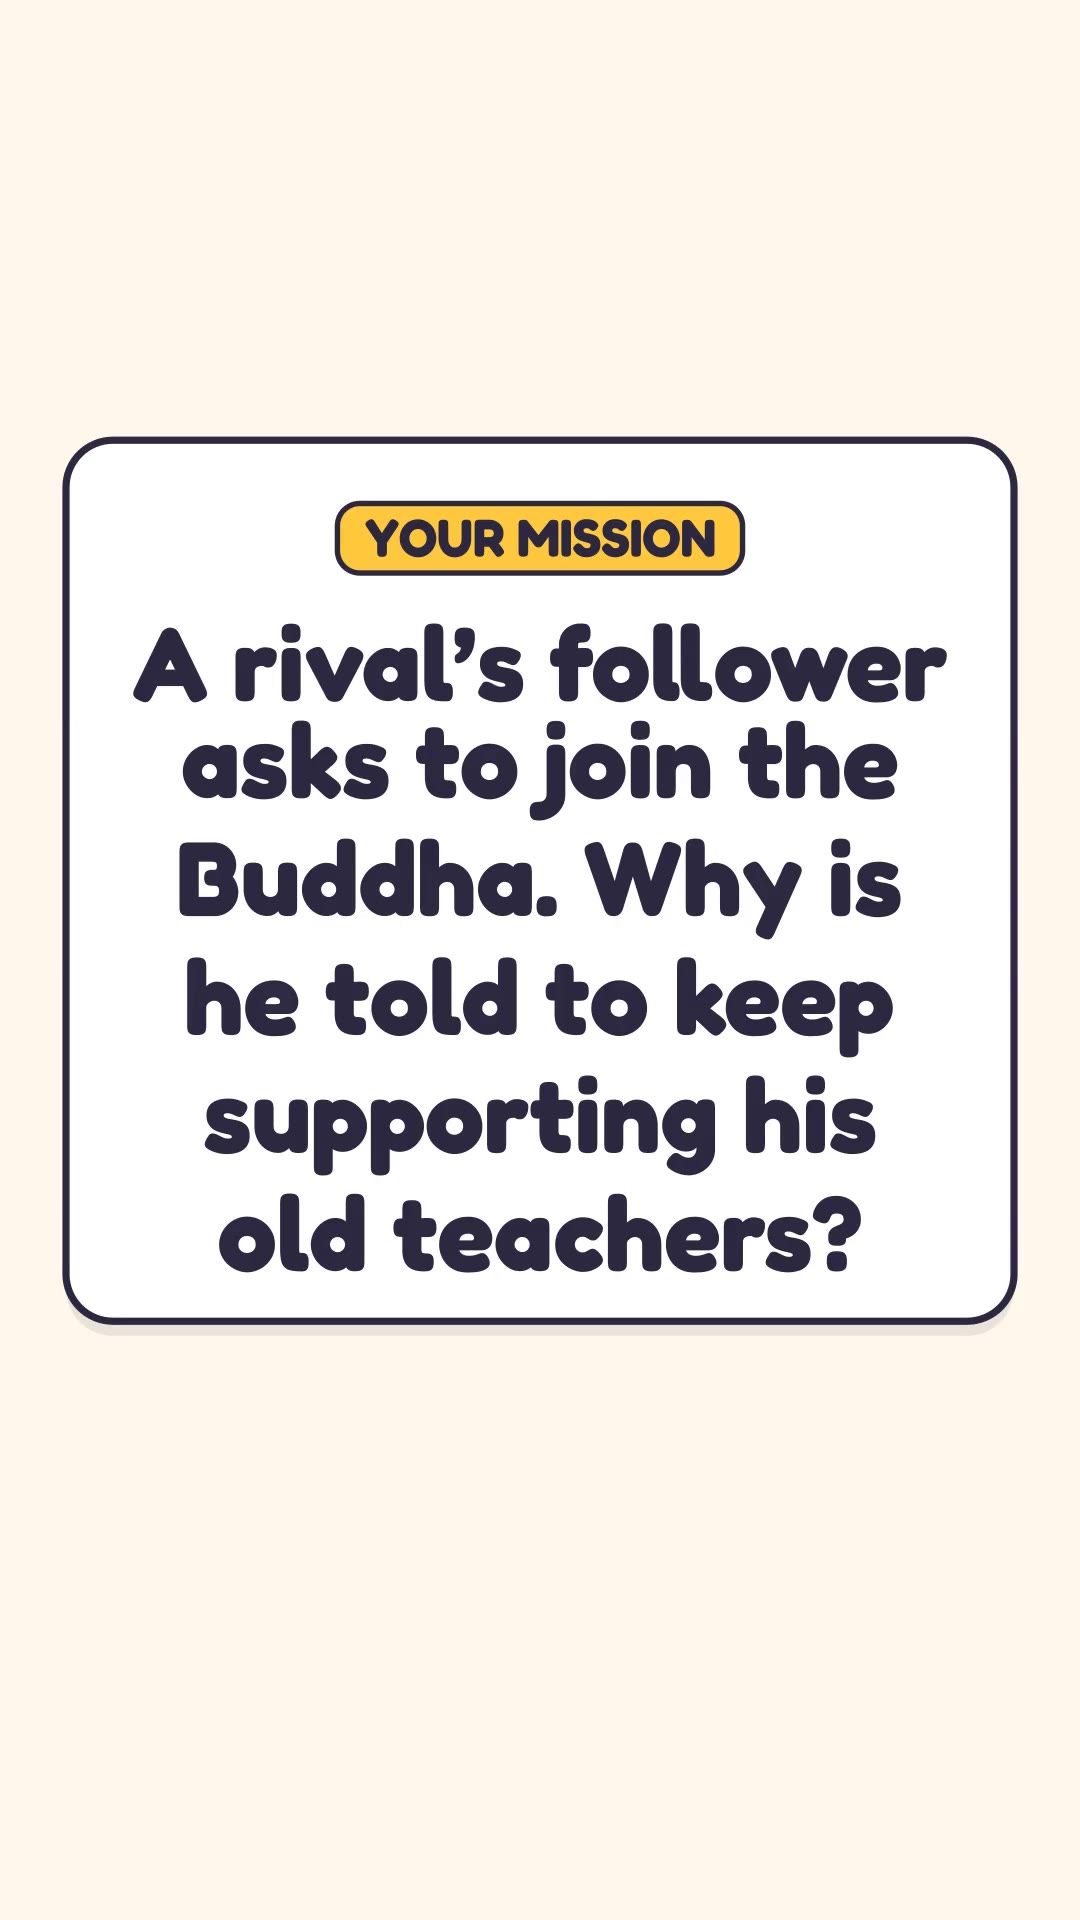 YOUR MISSION
A rival’s follower
asks to join the
Buddha. Why is
he told to keep
supporting his
old teachers?